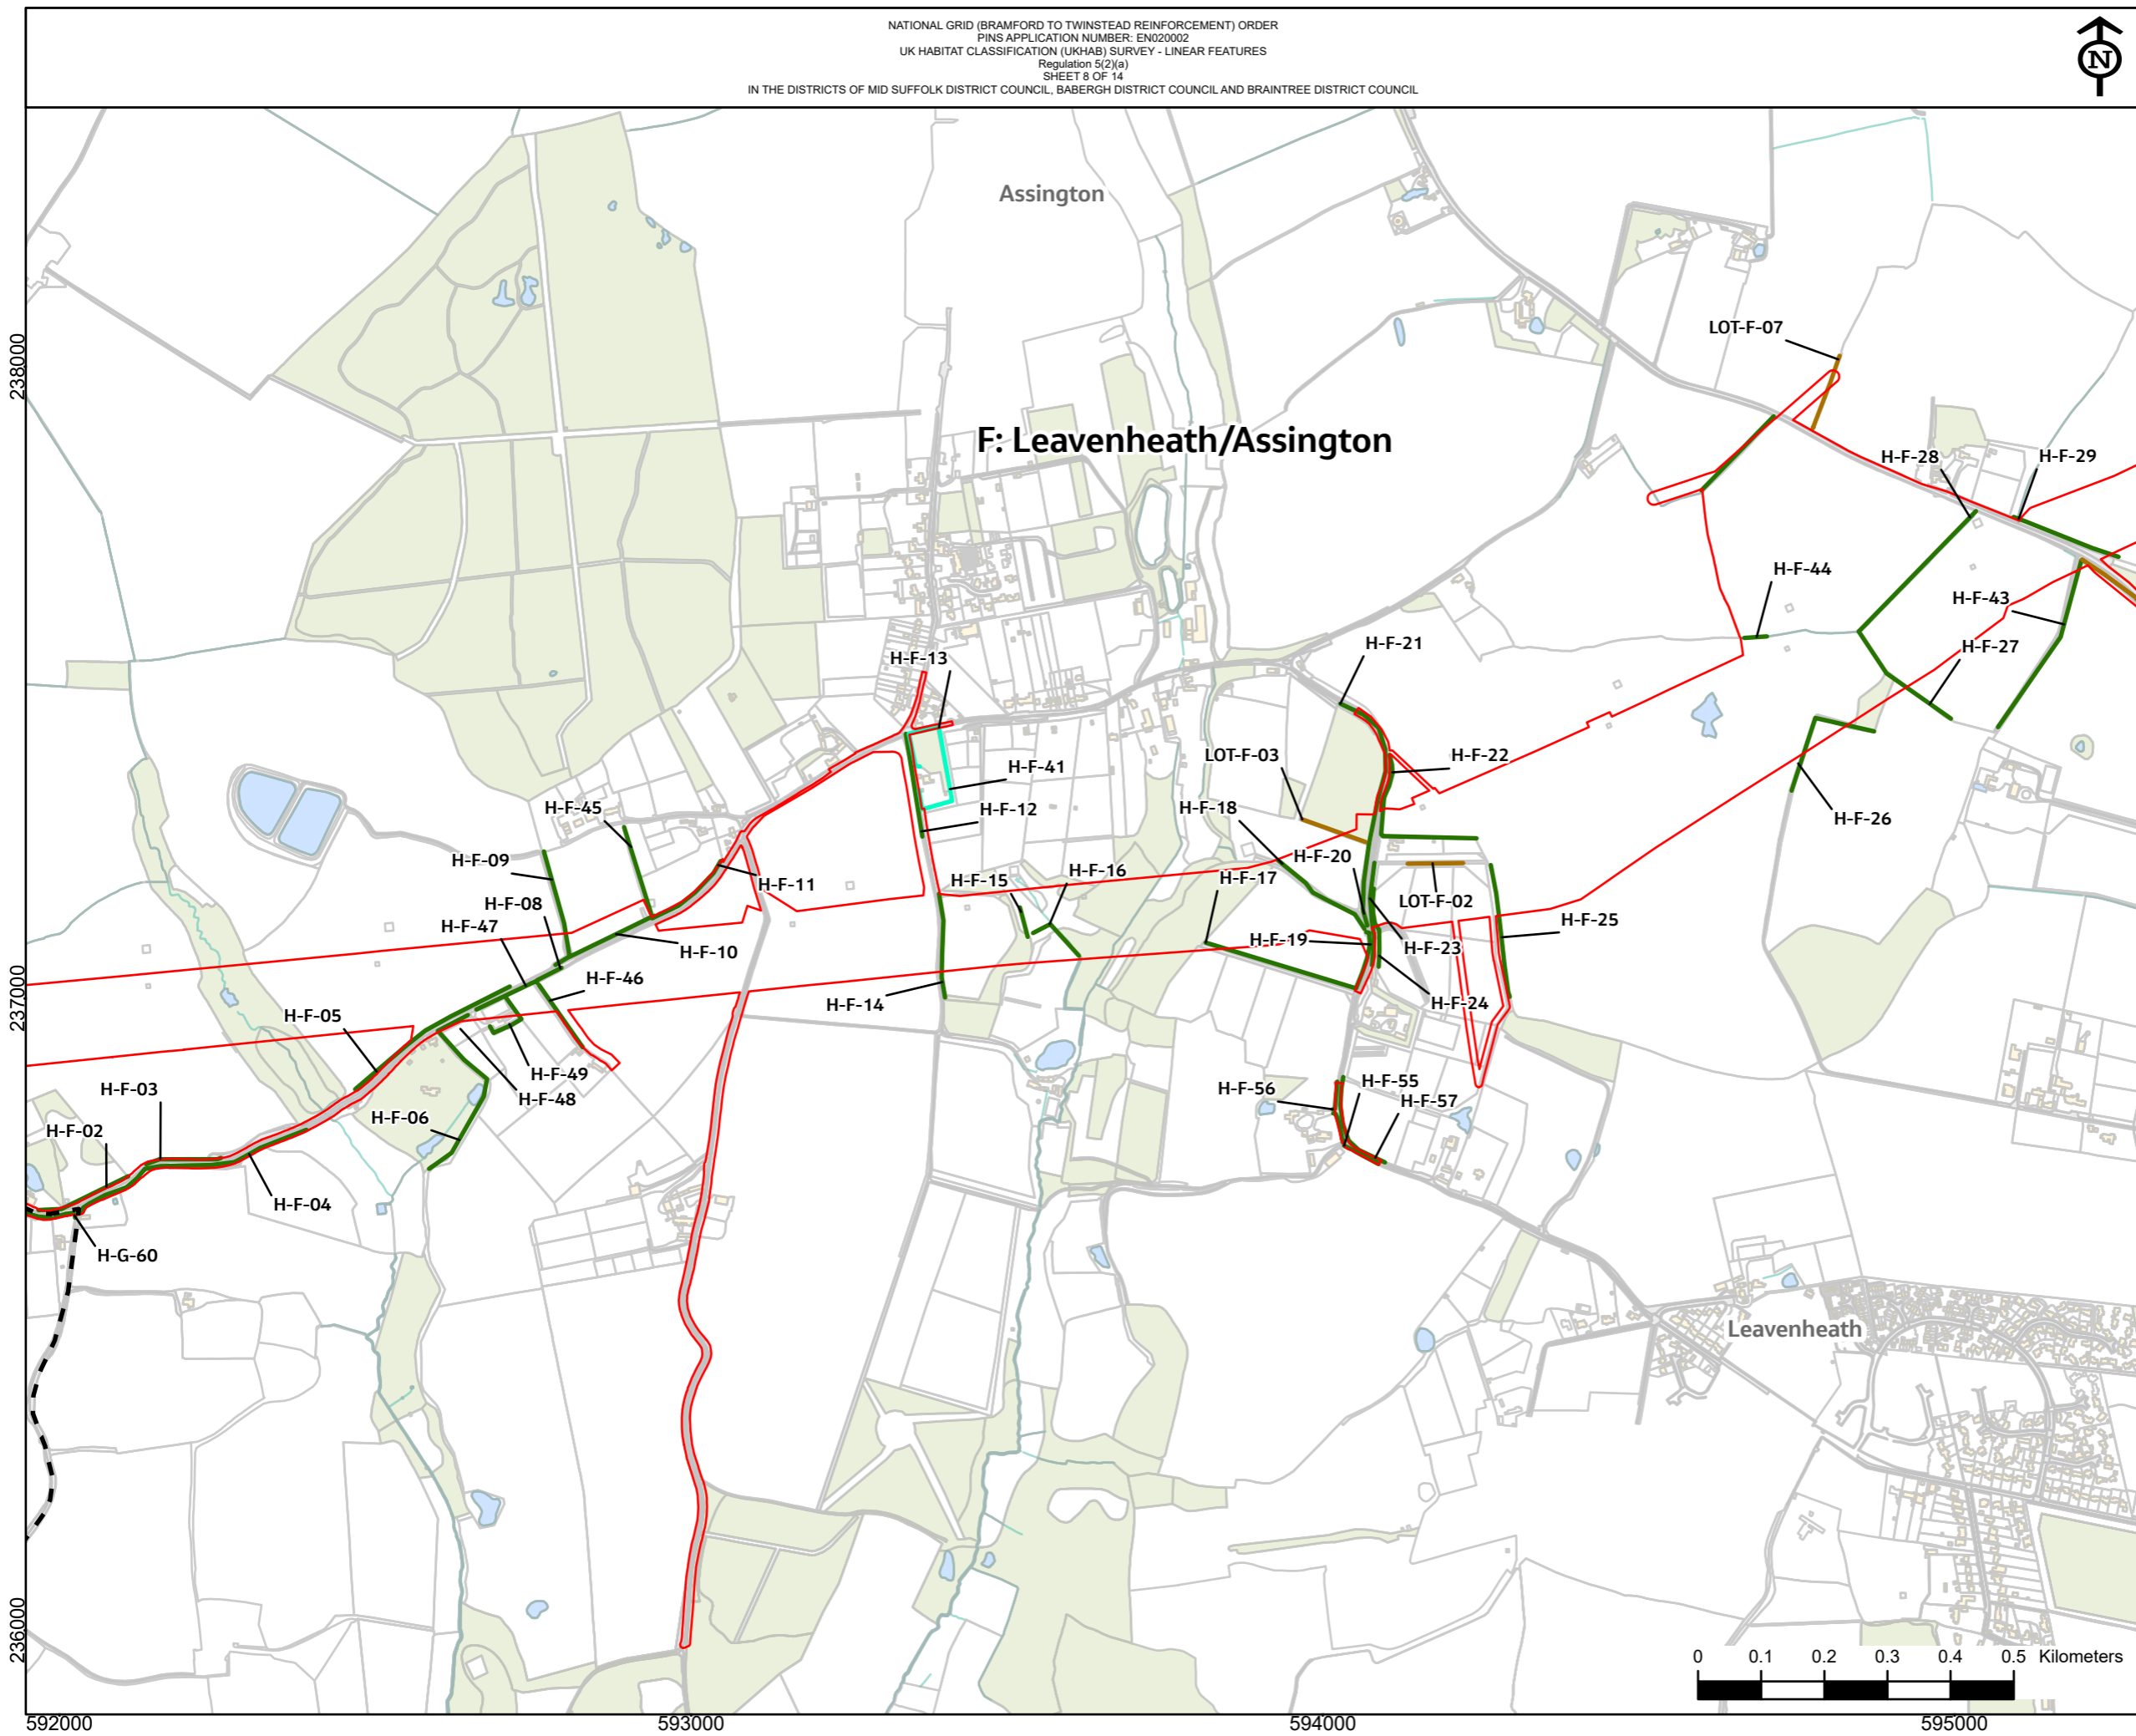 NATIONAL GRID (BRAMFORD TO TWINSTEAD REINFORCEMENT) ORDER
PINS APPLICATION NUMBER: EN020002
UK HABITAT CLASSIFICATION (UKHAB) SURVEY - LINEAR FEATURES
Regulation 5(2)(a)
SHEET 8 OF 14
IN THE DISTRICTS OF MID SUFFOLK DISTRICT COUNCIL, BABERGH DISTRICT COUNCIL AND BRAINTREE DISTRICT COUNCIL
N
Assington
LOT-F-07
238000
F: Leavenheath/Assington
H-F-28
H-F-29
H-F-44
H-F-43
H-F-21
H-F-27
H-F-13
LOT-F-03
H-F-22
H-F-41
H-F-45
H-F-18
H-F-12
H-F-26
H-F-09
H-F-20
H-F-11
H-F-16
H-F-15
H-F-17
H-F-08
LOT-F-02
H-F-47
H-F-25
H-F-10
H-F-19
H-F-23
H-F-46
H-F-14
H-F-24
237000
H-F-05
H-F-49
H-F-03
H-F-56
H-F-55
H-F-48
H-F-57
H-F-06
H-F-02
H-F-04
H-G-60
Leavenheath
236000
0 0.1 0.2 0.3 0.4 0.5 Kilometers
592000 593000 594000 595000